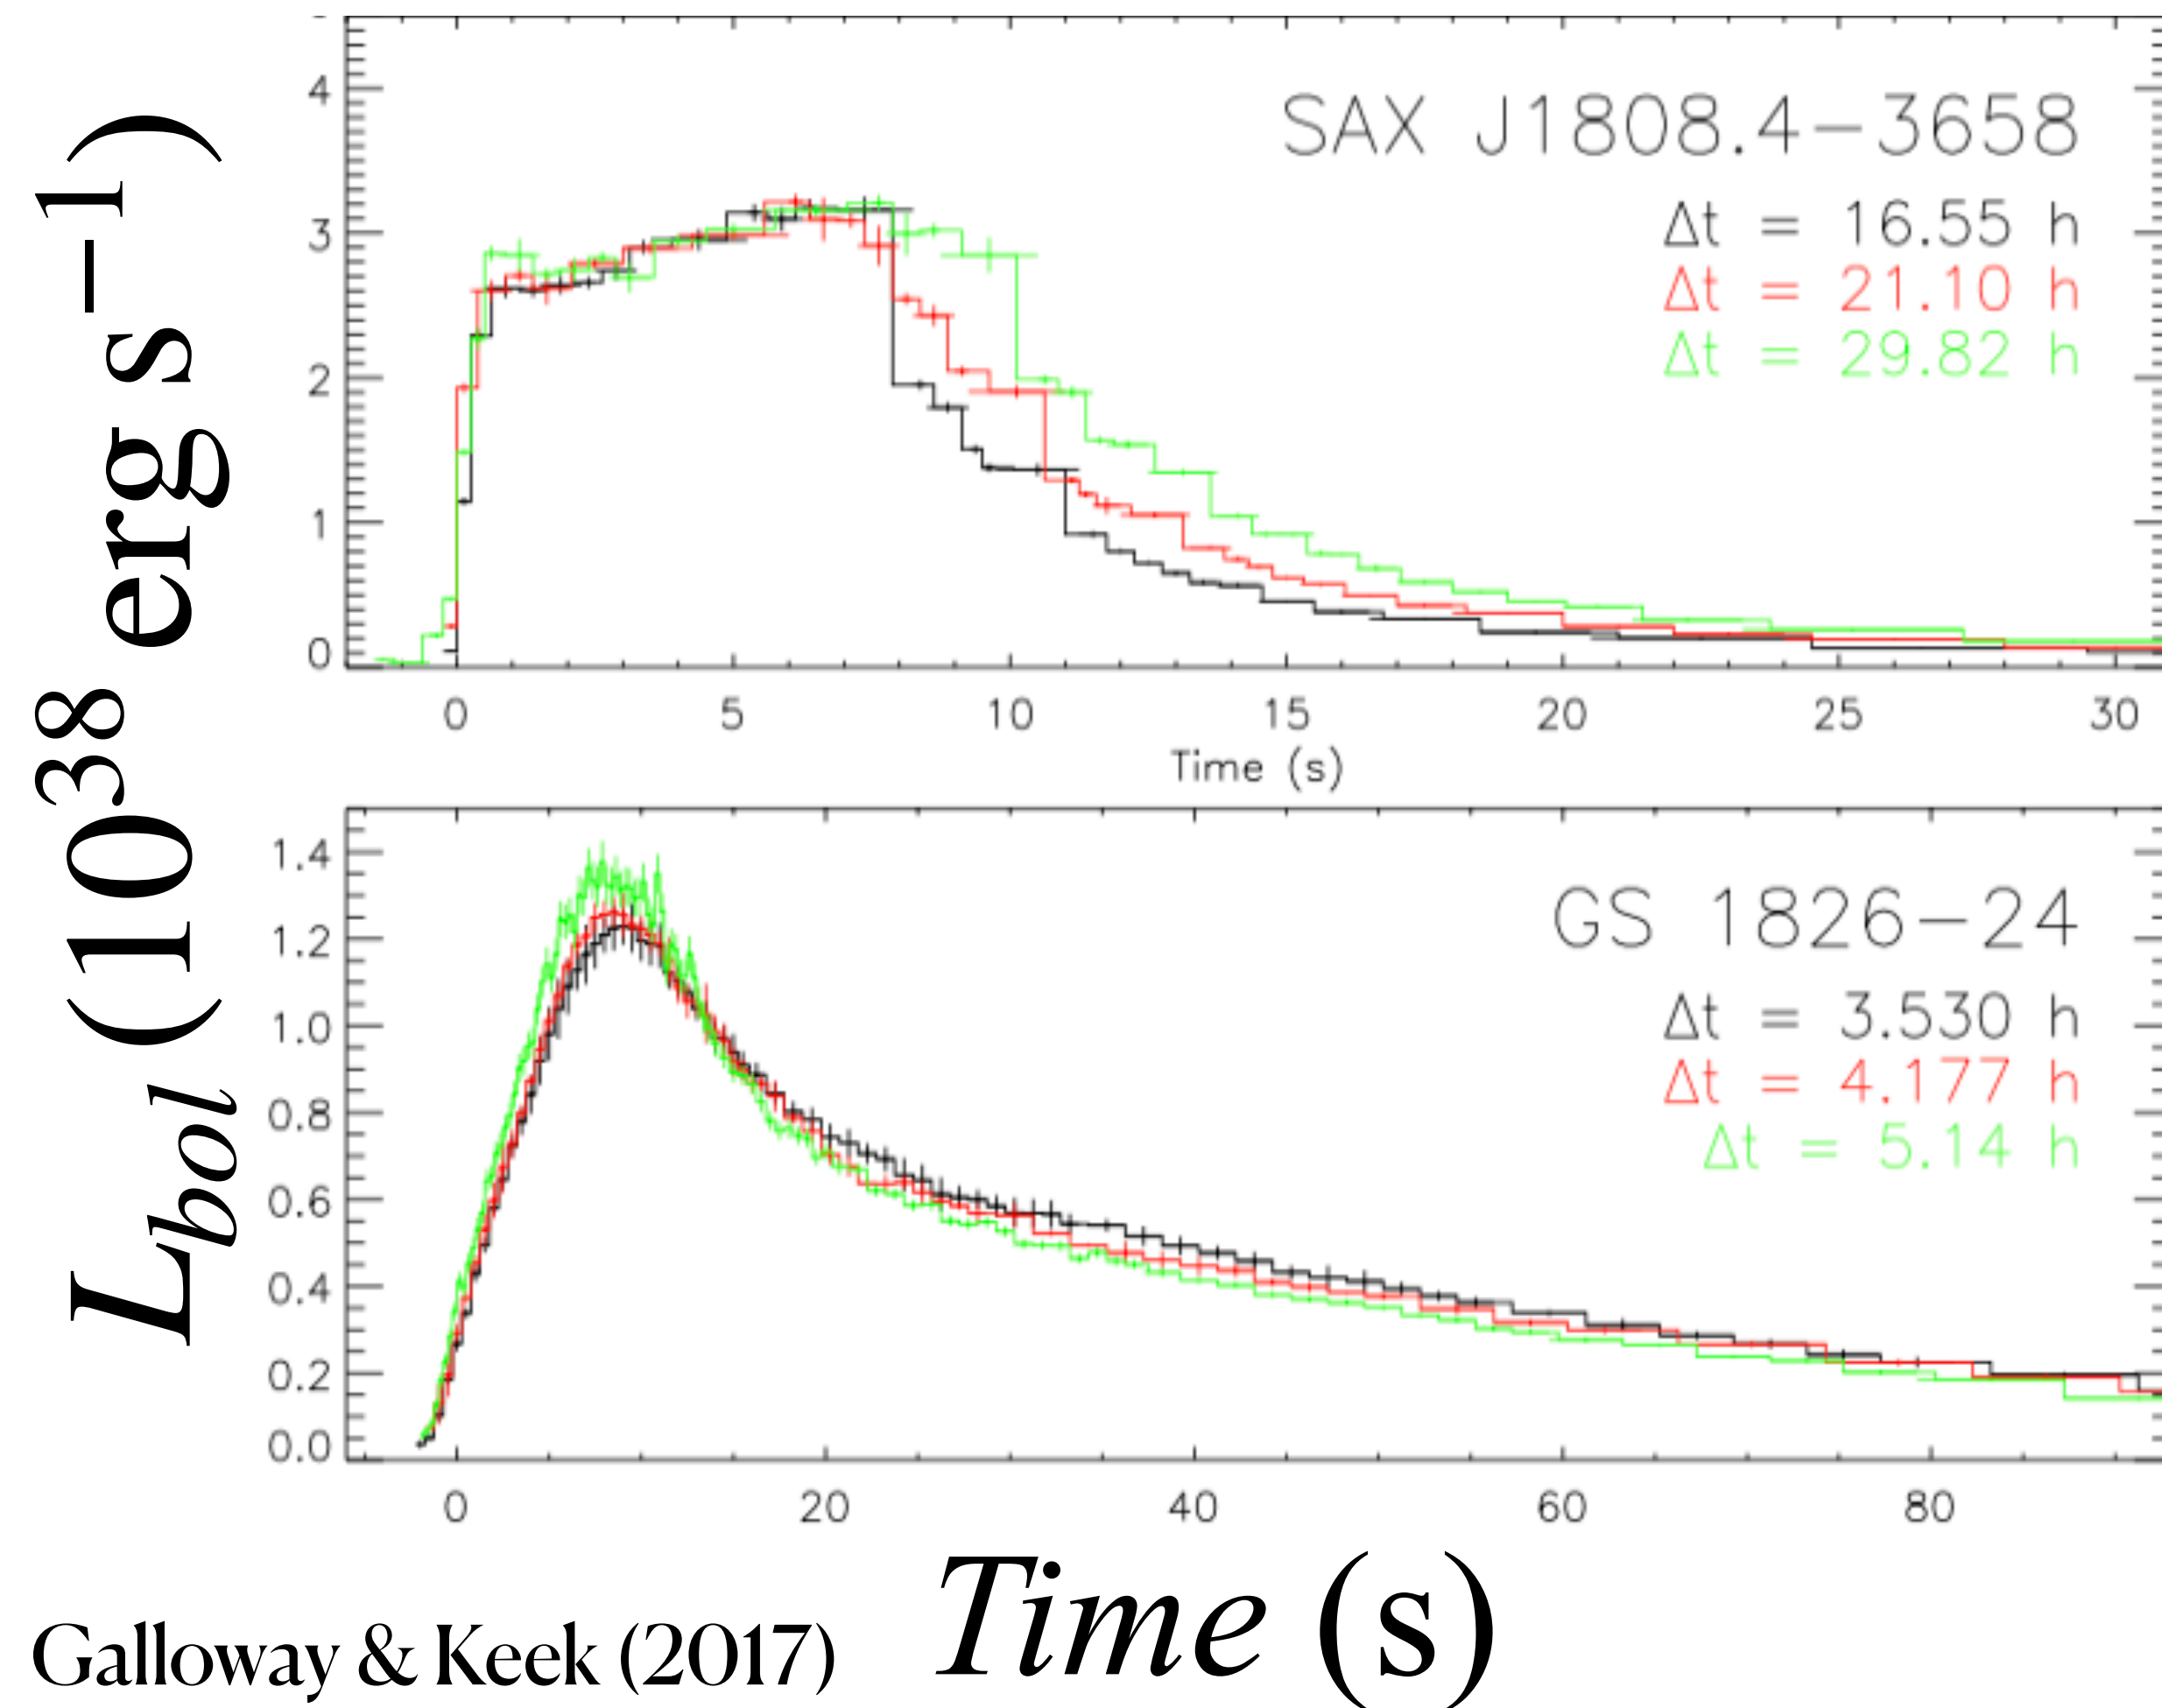 L_bol (10^38 erg s^−1)
4
3
2
1
0
SAX J1808.4−3658
Δt = 16.55 h
Δt = 21.10 h
Δt = 29.82 h
0 5 10 15 20 25 30
Time (s)
1.4
1.2
1.0
0.8
0.6
0.4
0.2
0.0
GS 1826−24
Δt = 3.530 h
Δt = 4.177 h
Δt = 5.14 h
0 20 40 60 80
Time (s)
Galloway & Keek (2017)